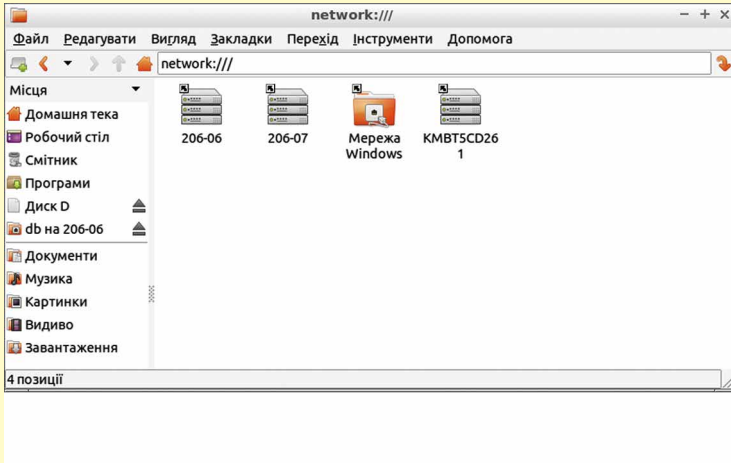 network:///
Файл Редагувати Вигляд Закладки Перехід Інструменти Допомога
network:///
Місця
Домашня тека
Робочий стіл
Смітник
Програми
Диск D
db на 206-06
Документи
Музика
Картинки
Видиво
Завантаження
206-06
206-07
Мережа
Windows
KMBT5CD26
1
4 позиції